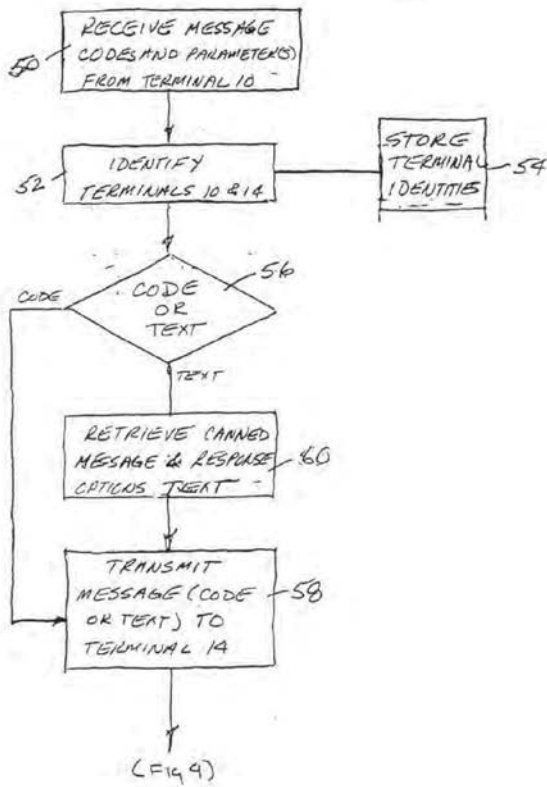 RECEIVE MESSAGE
CODES AND PARAMETER(S)
FROM TERMINAL 10
50
IDENTIFY
TERMINALS 10 & 14
52
STORE
TERMINAL
IDENTITIES
54
CODE
OR
TEXT
56
CODE
TEXT
RETRIEVE CANNED
MESSAGE & RESPONSE
OPTIONS TEXT
60
TRANSMIT
MESSAGE (CODE
OR TEXT) TO
TERMINAL 14
58
(Fig 4)